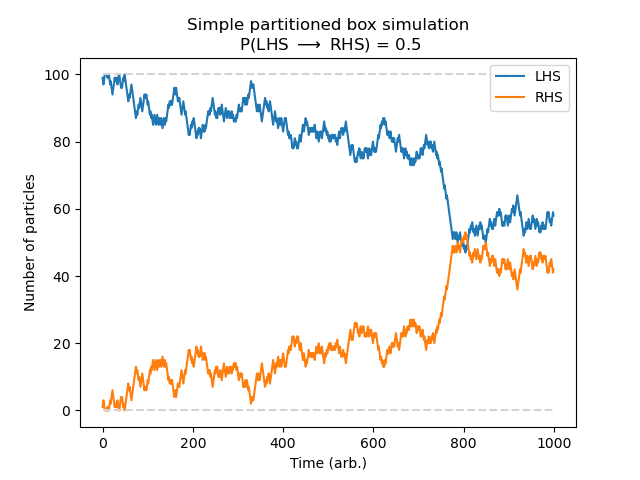 Simple partitioned box simulation
P(LHS ⟶ RHS) = 0.5
LHS
RHS
100
80
60
40
20
0
Number of particles
0 200 400 600 800 1000
Time (arb.)